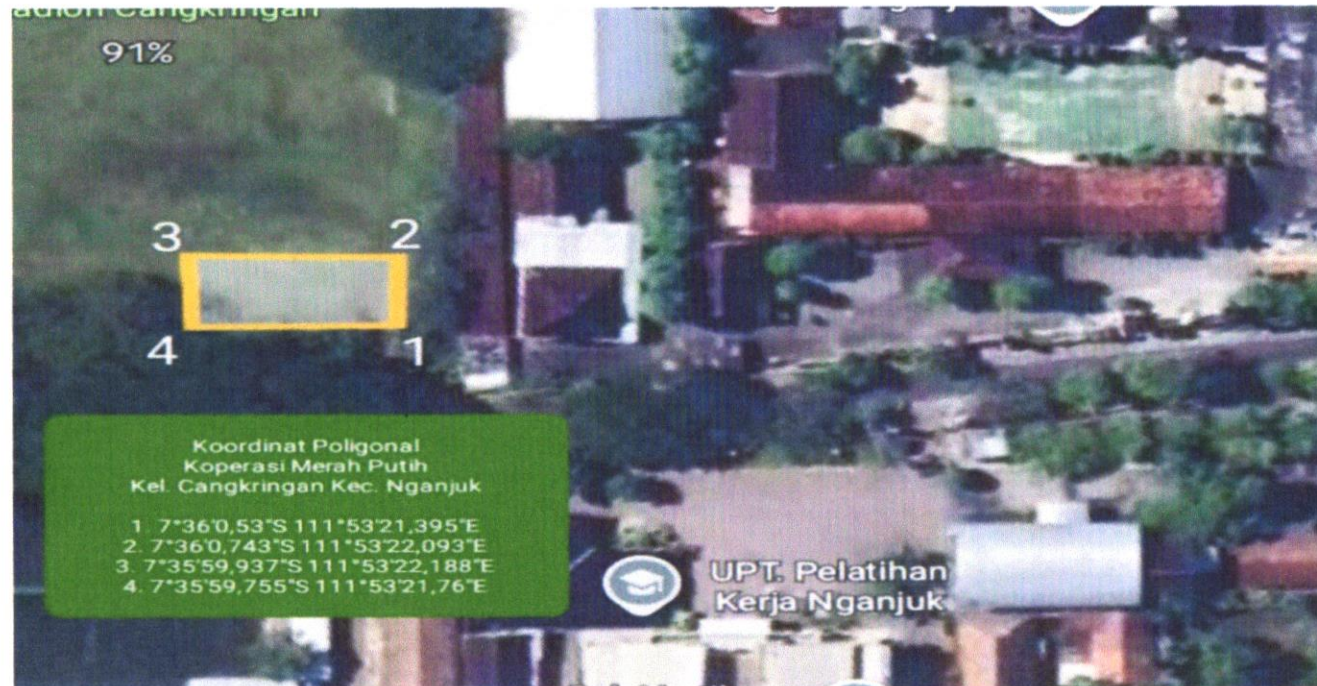 adion Cangkringan
91%
3
2
4
1
Koordinat Poligonal
Koperasi Merah Putih
Kel. Cangkringan Kec. Nganjuk
1. 7°36'0,53"S 111°53'21,395"E
2. 7°36'0,743"S 111°53'22,093"E
3. 7°35'59,937"S 111°53'22,188"E
4. 7°35'59,755"S 111°53'21,76"E
UPT. Pelatihan
Kerja Nganjuk